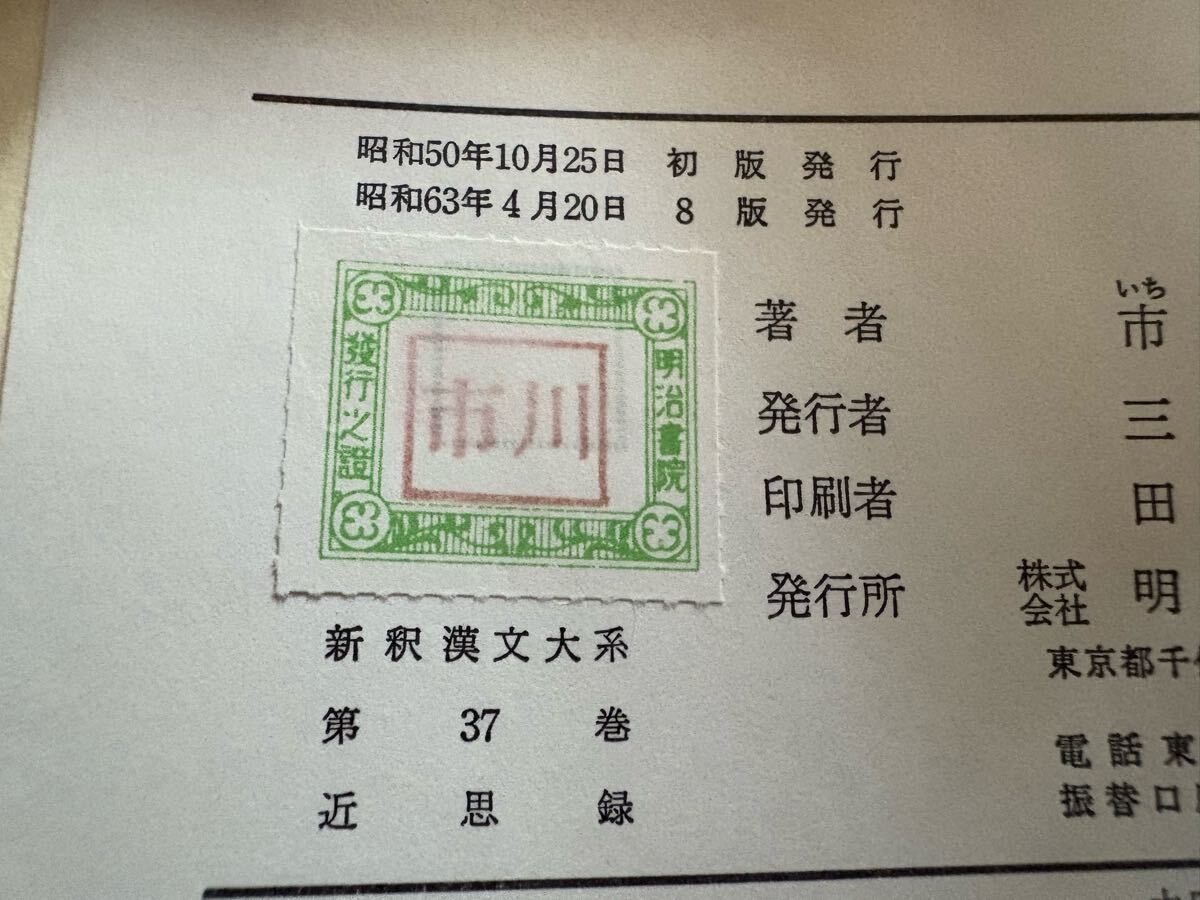 昭和50年10月25日 初版発行
昭和63年4月20日 8版発行
明治書院
發行之證
市川
著者 市
いち
発行者 三
印刷者 田
発行所 株式会社 明
東京都千
電話 東
振替口
新釈漢文大系
第37巻
近思録